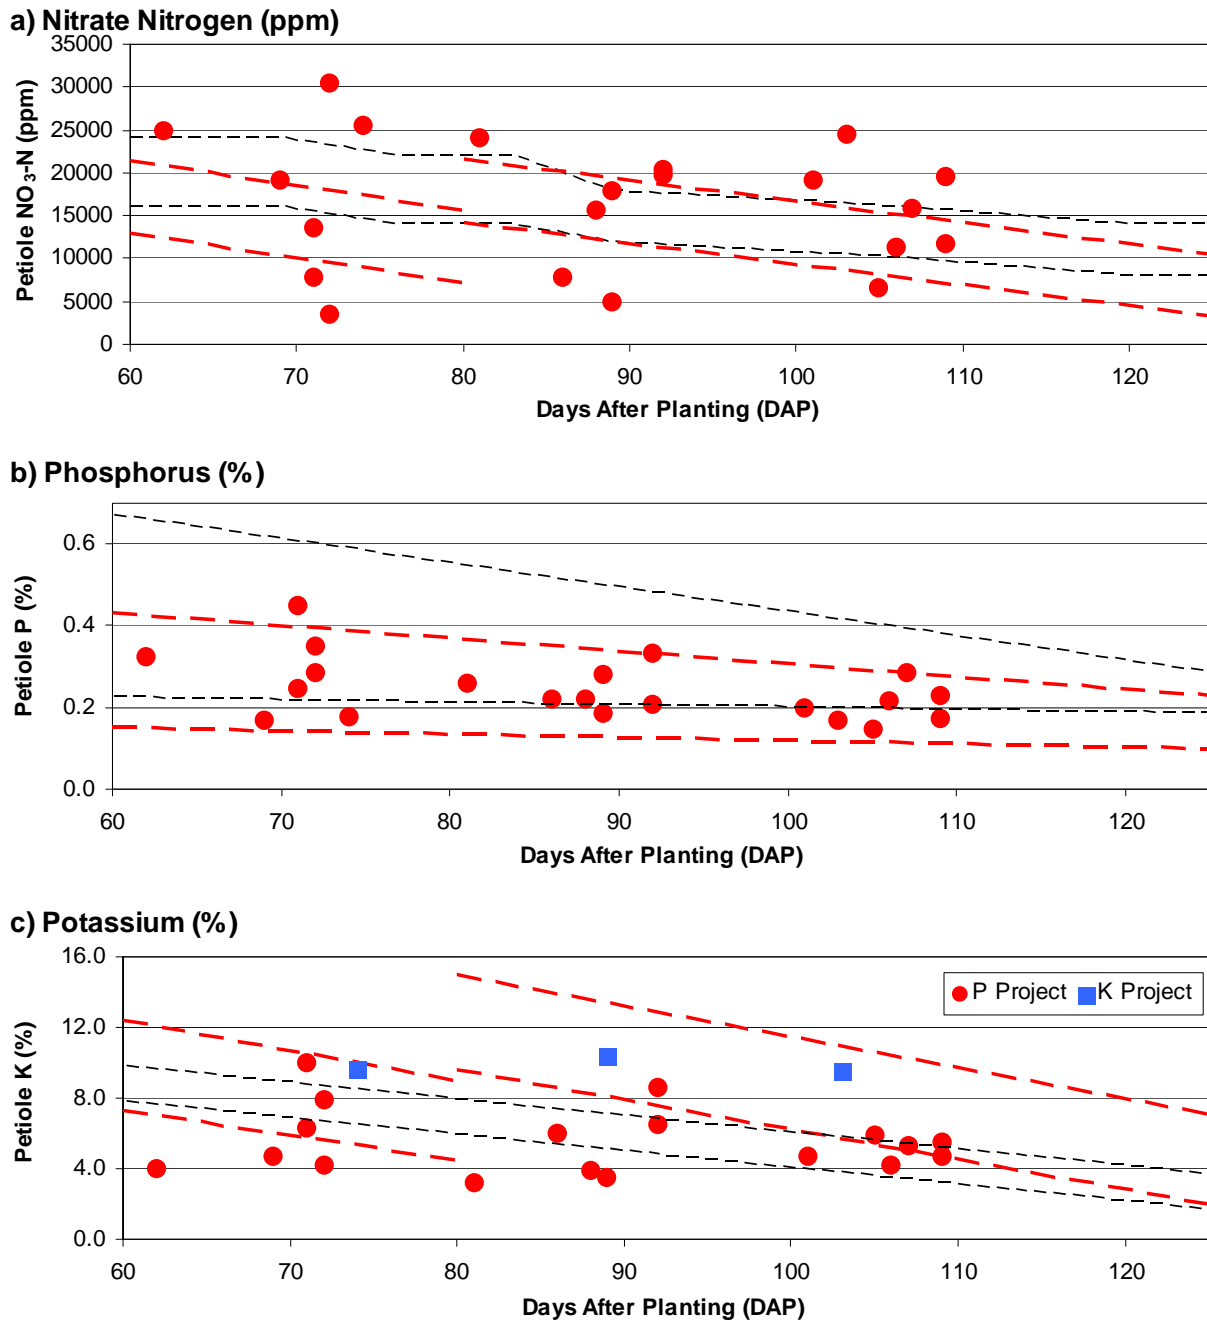 a) Nitrate Nitrogen (ppm)
35000
30000
25000
20000
15000
10000
5000
0
Petiole NO3-N (ppm)
60 70 80 90 100 110 120
Days After Planting (DAP)
b) Phosphorus (%)
0.6
0.4
0.2
0.0
Petiole P (%)
60 70 80 90 100 110 120
Days After Planting (DAP)
c) Potassium (%)
16.0
12.0
8.0
4.0
0.0
Petiole K (%)
P Project K Project
60 70 80 90 100 110 120
Days After Planting (DAP)